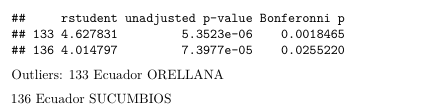 ##     rstudent unadjusted p-value Bonferonni p
## 133 4.627831         5.3523e-06    0.0018465
## 136 4.014797         7.3977e-05    0.0255220
Outliers: 133 Ecuador ORELLANA
136 Ecuador SUCUMBIOS